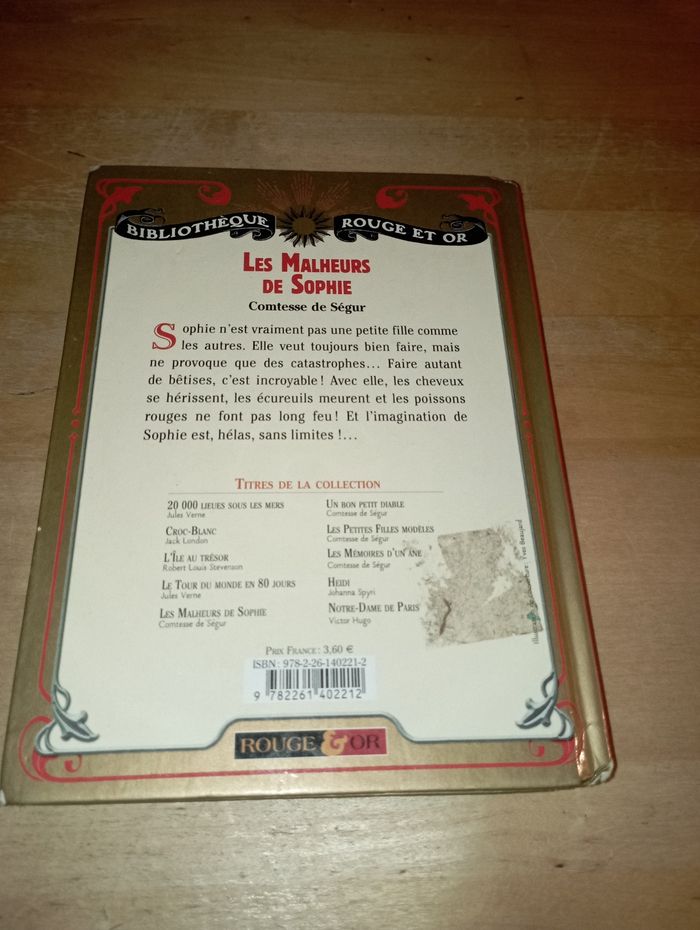 BIBLIOTHÈQUE ROUGE ET OR
LES MALHEURS
DE SOPHIE
Comtesse de Ségur
Sophie n'est vraiment pas une petite fille comme
les autres. Elle veut toujours bien faire, mais
ne provoque que des catastrophes... Faire autant
de bêtises, c'est incroyable ! Avec elle, les cheveux
se hérissent, les écureuils meurent et les poissons
rouges ne font pas long feu ! Et l'imagination de
Sophie est, hélas, sans limites !...
TITRES DE LA COLLECTION
20 000 LIEUES SOUS LES MERS
Jules Verne
CROC-BLANC
Jack London
L'ÎLE AU TRÉSOR
Robert Louis Stevenson
LE TOUR DU MONDE EN 80 JOURS
Jules Verne
LES MALHEURS DE SOPHIE
Comtesse de Ségur
UN BON PETIT DIABLE
Comtesse de Ségur
LES PETITES FILLES MODÈLES
Comtesse de Ségur
LES MÉMOIRES D'UN ANE
Comtesse de Ségur
HEIDI
Johanna Spyri
NOTRE-DAME DE PARIS
Victor Hugo
: Yves Beaujard
PRIX FRANCE : 3,60 €
ISBN : 978-2-26-140221-2
9 782261 402212
ROUGE & OR